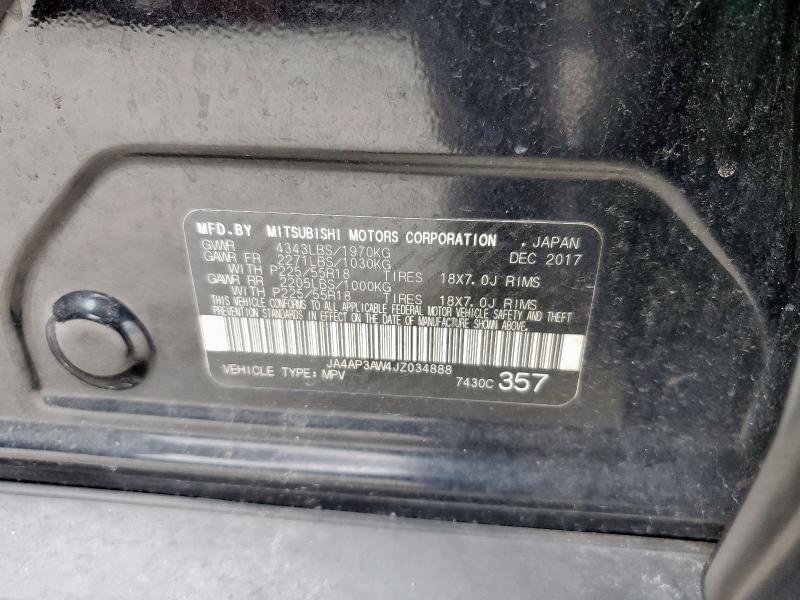 MFD.BY MITSUBISHI MOTORS CORPORATION . JAPAN
GVWR 4343LBS/1970KG DEC 2017
GAWR FR 2271LBS/1030KG
WITH P225/55R18 TIRES 18X7.0J RIMS
GAWR RR 2205LBS/1000KG
WITH P225/55R18 TIRES 18X7.0J RIMS
THIS VEHICLE CONFORMS TO ALL APPLICABLE FEDERAL MOTOR VEHICLE SAFETY AND THEFT
PREVENTION STANDARDS IN EFFECT ON THE DATE OF MANUFACTURE SHOWN ABOVE.
JA4AP3AW4JZ034888
VEHICLE TYPE: MPV 7430C 357